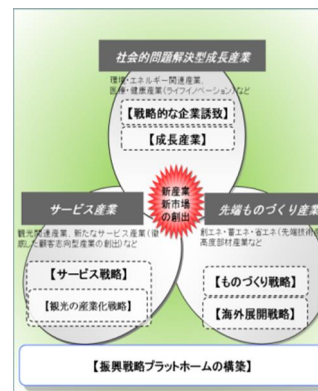 社会的問題解決型成長産業
環境・エネルギー関連産業、
医療・健康産業(ライフイノベーション)など
【戦略的な企業誘致】
【成長産業】
新産業
新市場
の創出
サービス産業
観光関連産業、新たなサービス産業(徹
底した顧客志向型産業の創出)など
【サービス戦略】
【観光の産業化戦略】
先端ものづくり産業
創エネ・蓄エネ・省エネ(先端技術産
高度部材産業など
【ものづくり戦略】
【海外展開戦略】
【振興戦略プラットホームの構築】